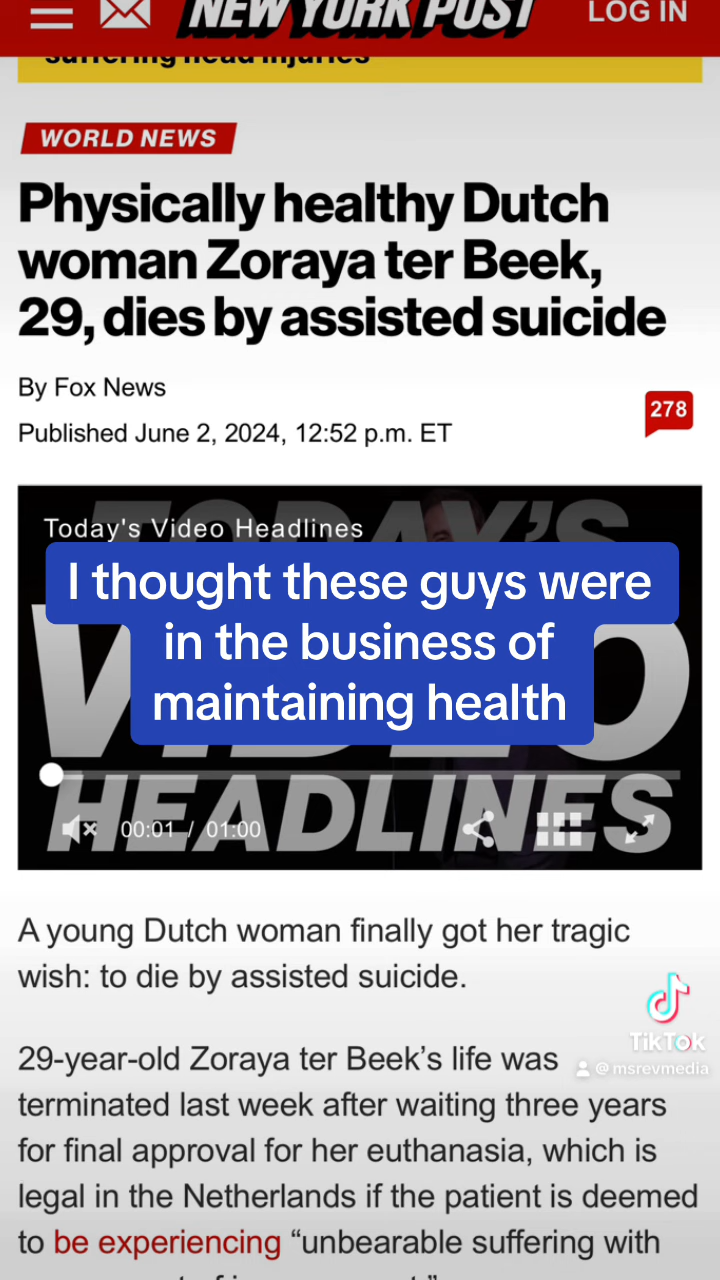 NEW YORK POST
LOG IN
suffering head injuries
WORLD NEWS
Physically healthy Dutch
woman Zoraya ter Beek,
29, dies by assisted suicide
By Fox News
Published June 2, 2024, 12:52 p.m. ET
278
TODAY'S
Today's Video Headlines
I thought these guys were
in the business of
maintaining health
VIDEO
HEADLINES
00:01 / 01:00
A young Dutch woman finally got her tragic
wish: to die by assisted suicide.
TikTok
@msrevmedia
29-year-old Zoraya ter Beek’s life was
terminated last week after waiting three years
for final approval for her euthanasia, which is
legal in the Netherlands if the patient is deemed
to be experiencing “unbearable suffering with